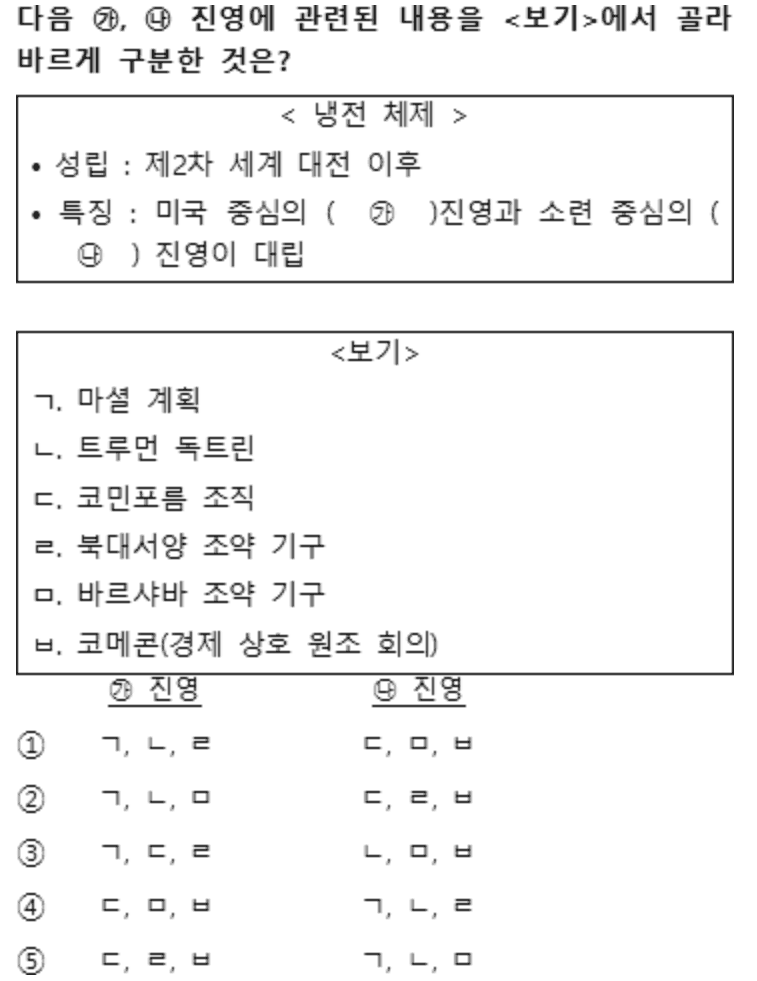 다음 ㉮, ㉯ 진영에 관련된 내용을 <보기>에서 골라
바르게 구분한 것은?
< 냉전 체제 >
• 성립 : 제2차 세계 대전 이후
• 특징 : 미국 중심의 ( ㉮ )진영과 소련 중심의 (
㉯ ) 진영이 대립
<보기>
ㄱ. 마셜 계획
ㄴ. 트루먼 독트린
ㄷ. 코민포름 조직
ㄹ. 북대서양 조약 기구
ㅁ. 바르샤바 조약 기구
ㅂ. 코메콘(경제 상호 원조 회의)
㉮ 진영 ㉯ 진영
① ㄱ, ㄴ, ㄹ ㄷ, ㅁ, ㅂ
② ㄱ, ㄴ, ㅁ ㄷ, ㄹ, ㅂ
③ ㄱ, ㄷ, ㄹ ㄴ, ㅁ, ㅂ
④ ㄷ, ㅁ, ㅂ ㄱ, ㄴ, ㄹ
⑤ ㄷ, ㄹ, ㅂ ㄱ, ㄴ, ㅁ